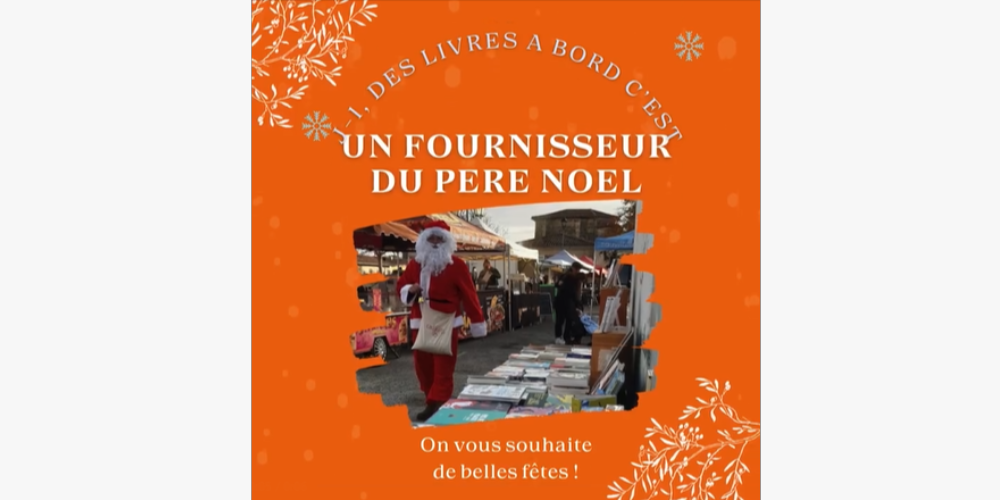 J-1, DES LIVRES A BORD C'EST
UN FOURNISSEUR
DU PERE NOEL
On vous souhaite
de belles fêtes !